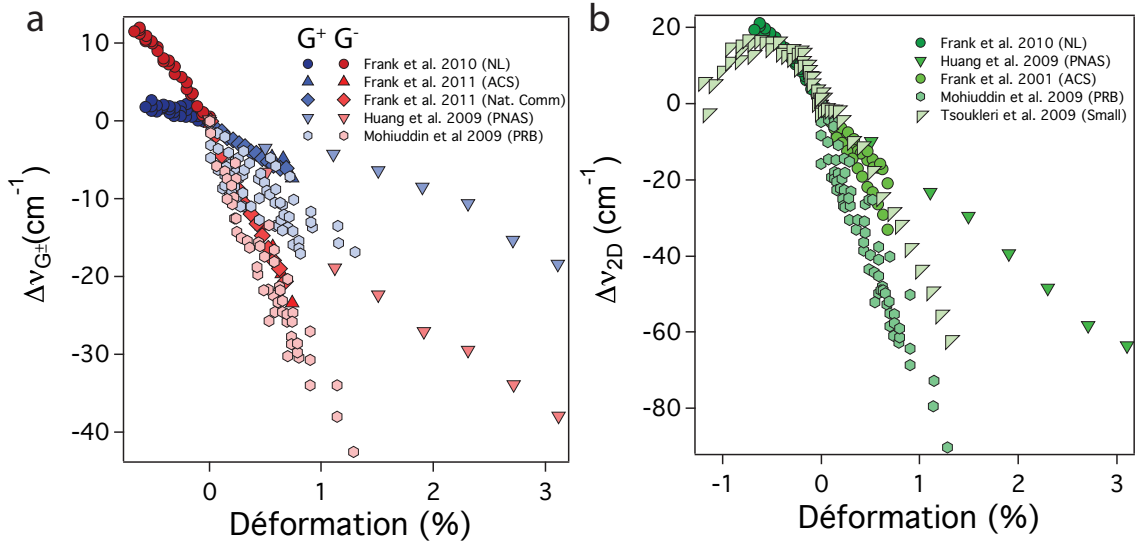 a
G+ G-
Frank et al. 2010 (NL)
Frank et al. 2011 (ACS)
Frank et al. 2011 (Nat. Comm)
Huang et al. 2009 (PNAS)
Mohiuddin et al 2009 (PRB)
10
0
-10
-20
-30
-40
ΔνG±(cm-1)
0 1 2 3
Déformation (%)
b
Frank et al. 2010 (NL)
Huang et al. 2009 (PNAS)
Frank et al. 2001 (ACS)
Mohiuddin et al. 2009 (PRB)
Tsoukleri et al. 2009 (Small)
20
0
-20
-40
-60
-80
Δν2D (cm-1)
-1 0 1 2 3
Déformation (%)